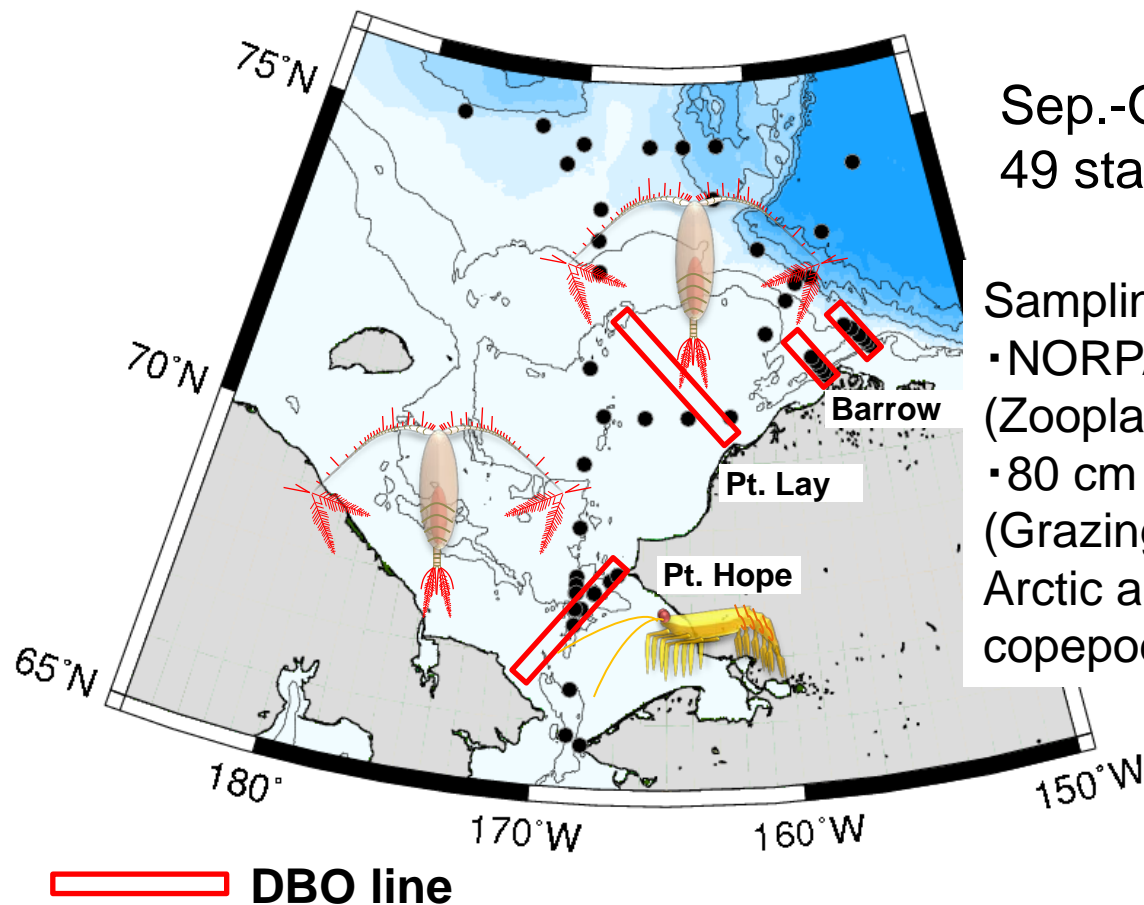 75°N
Sep.-O
49 sta
Samplin
・NORPA
(Zoopla
70°N
Barrow
・80 cm
Pt. Lay
(Grazing
Pt. Hope
Arctic a
copepo
65°N
180°
170°W
160°W
150°W
DBO line